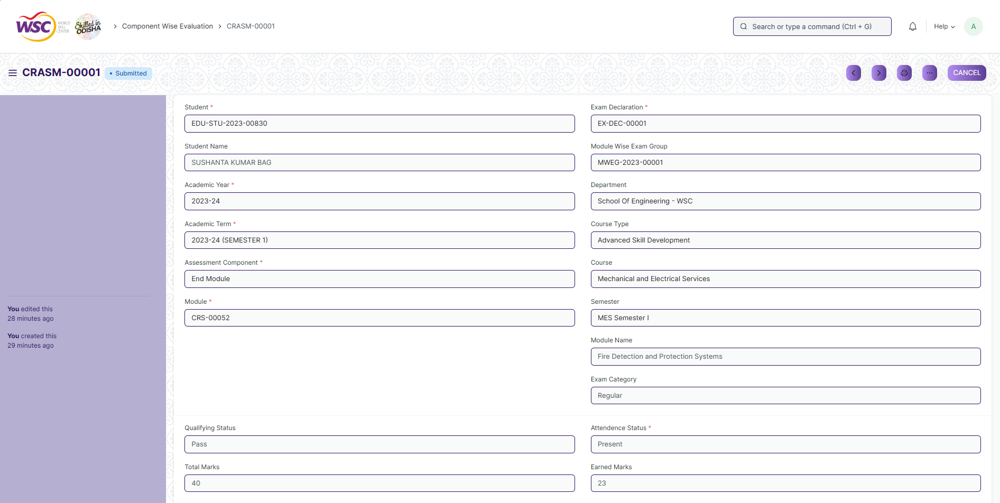 WSC WORLD SKILL CENTER Skilled in ODISHA
Component Wise Evaluation CRASM-00001
Search or type a command (Ctrl + G)
Help
A
CRASM-00001 • Submitted
CANCEL
You edited this
28 minutes ago
You created this
29 minutes ago
Student *
EDU-STU-2023-00830
Student Name
SUSHANTA KUMAR BAG
Academic Year *
2023-24
Academic Term *
2023-24 (SEMESTER 1)
Assessment Component *
End Module
Module *
CRS-00052
Exam Declaration *
EX-DEC-00001
Module Wise Exam Group
MWEG-2023-00001
Department
School Of Engineering - WSC
Course Type
Advanced Skill Development
Course
Mechanical and Electrical Services
Semester
MES Semester I
Module Name
Fire Detection and Protection Systems
Exam Category
Regular
Qualifying Status
Pass
Total Marks
40
Attendence Status *
Present
Earned Marks
23